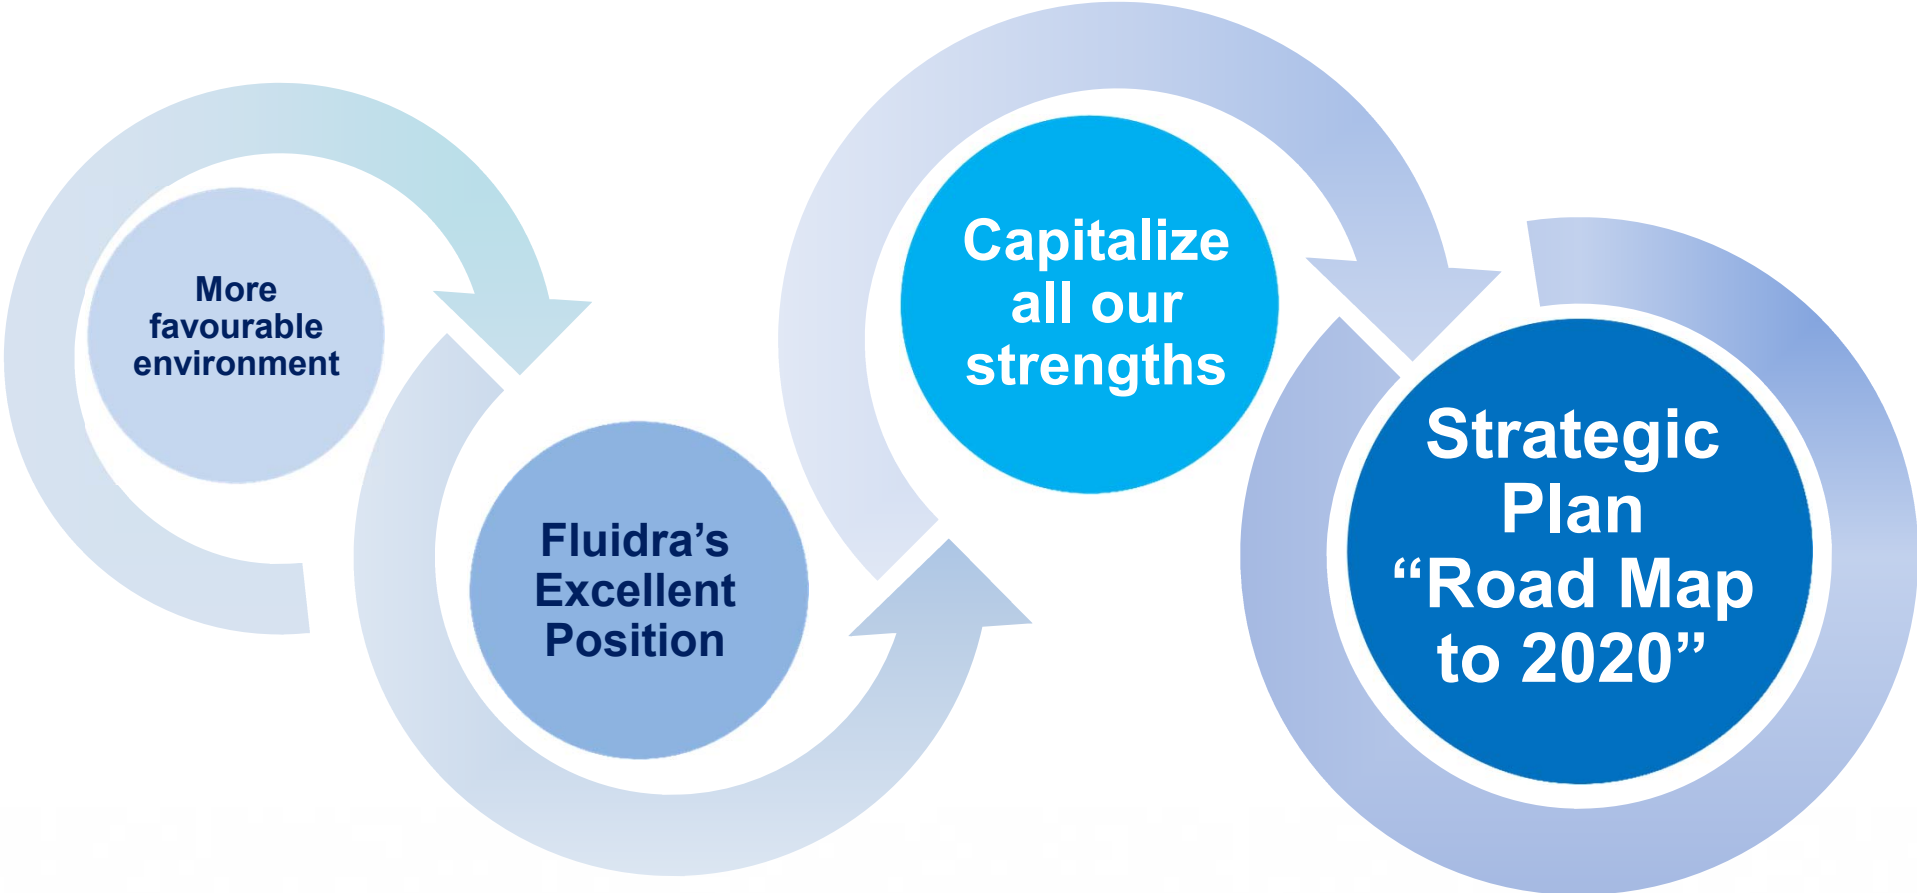 More
favourable
environment
Fluidra’s
Excellent
Position
Capitalize
all our
strengths
Strategic
Plan
“Road Map
to 2020”